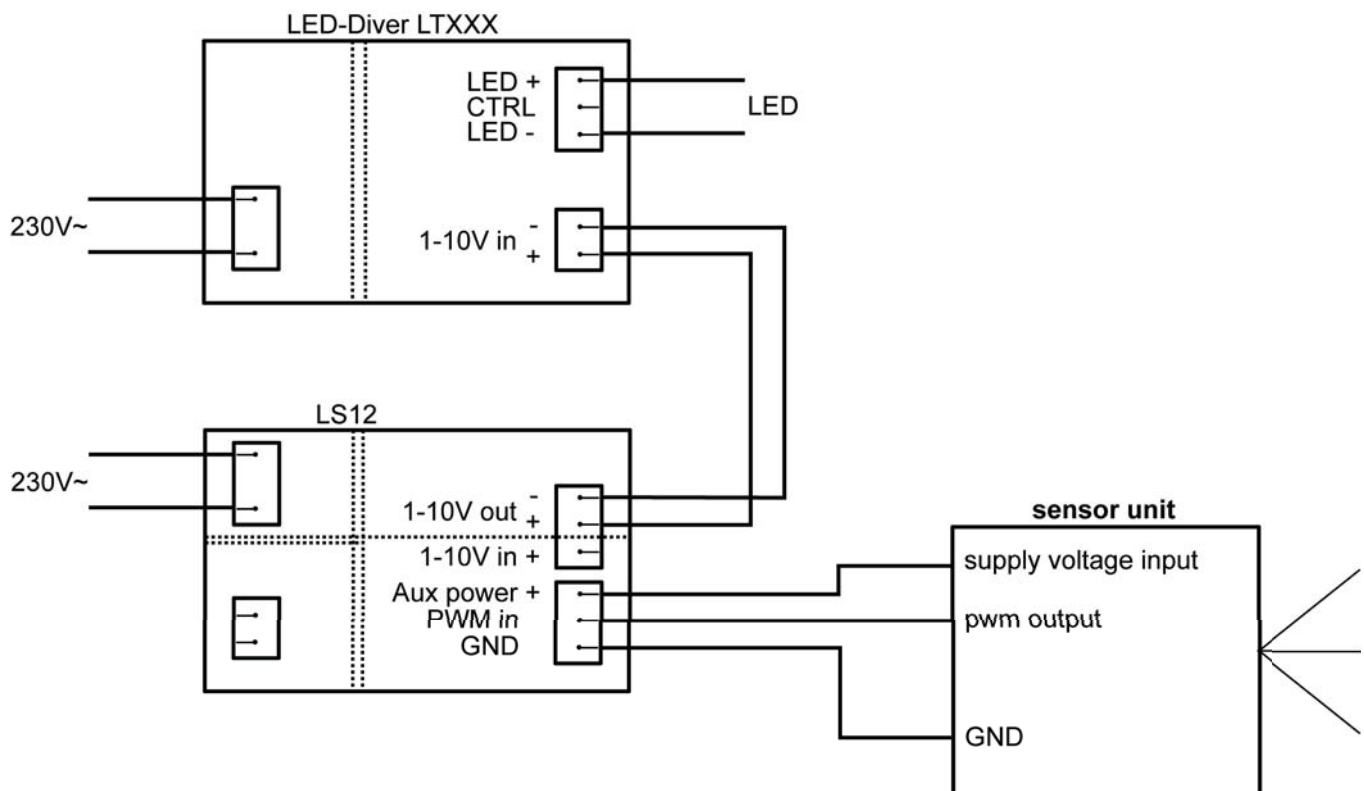 LED-Diver LTXXX
LED +
CTRL
LED -
LED
230V~
1-10V in
-
+
LS12
230V~
1-10V out
-
+
1-10V in +
Aux power +
PWM in
GND
sensor unit
supply voltage input
pwm output
GND